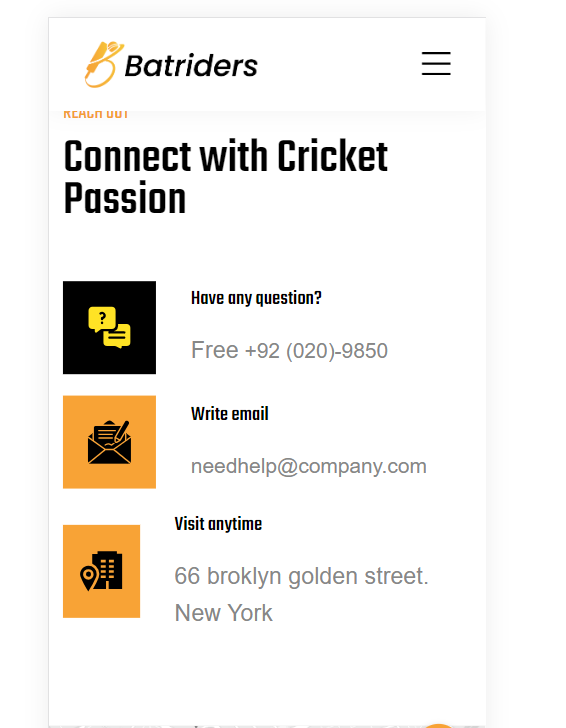 Batriders
REACH OUT
Connect with Cricket
Passion
?
Have any question?
Free +92 (020)-9850
Write email
needhelp@company.com
Visit anytime
66 broklyn golden street.
New York